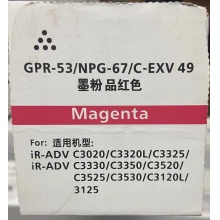 GPR-53/NPG-67/C-EXV 49
墨粉 品红色
Magenta
For: 适用机型:
iR-ADV C3020/C3320L/C3325/
iR-ADV C3330/C3350/C3520/
C3525/C3530/C3120L/
3125